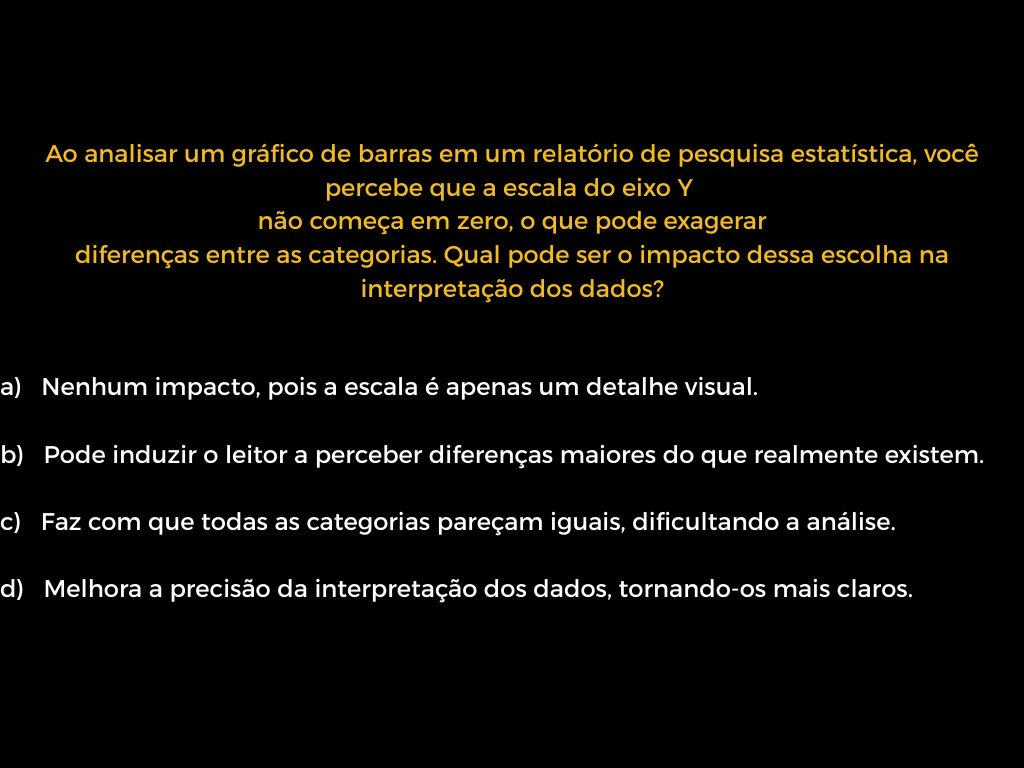 Ao analisar um gráfico de barras em um relatório de pesquisa estatística, você
percebe que a escala do eixo Y
não começa em zero, o que pode exagerar
diferenças entre as categorias. Qual pode ser o impacto dessa escolha na
interpretação dos dados?
a) Nenhum impacto, pois a escala é apenas um detalhe visual.
b) Pode induzir o leitor a perceber diferenças maiores do que realmente existem.
c) Faz com que todas as categorias pareçam iguais, dificultando a análise.
d) Melhora a precisão da interpretação dos dados, tornando-os mais claros.